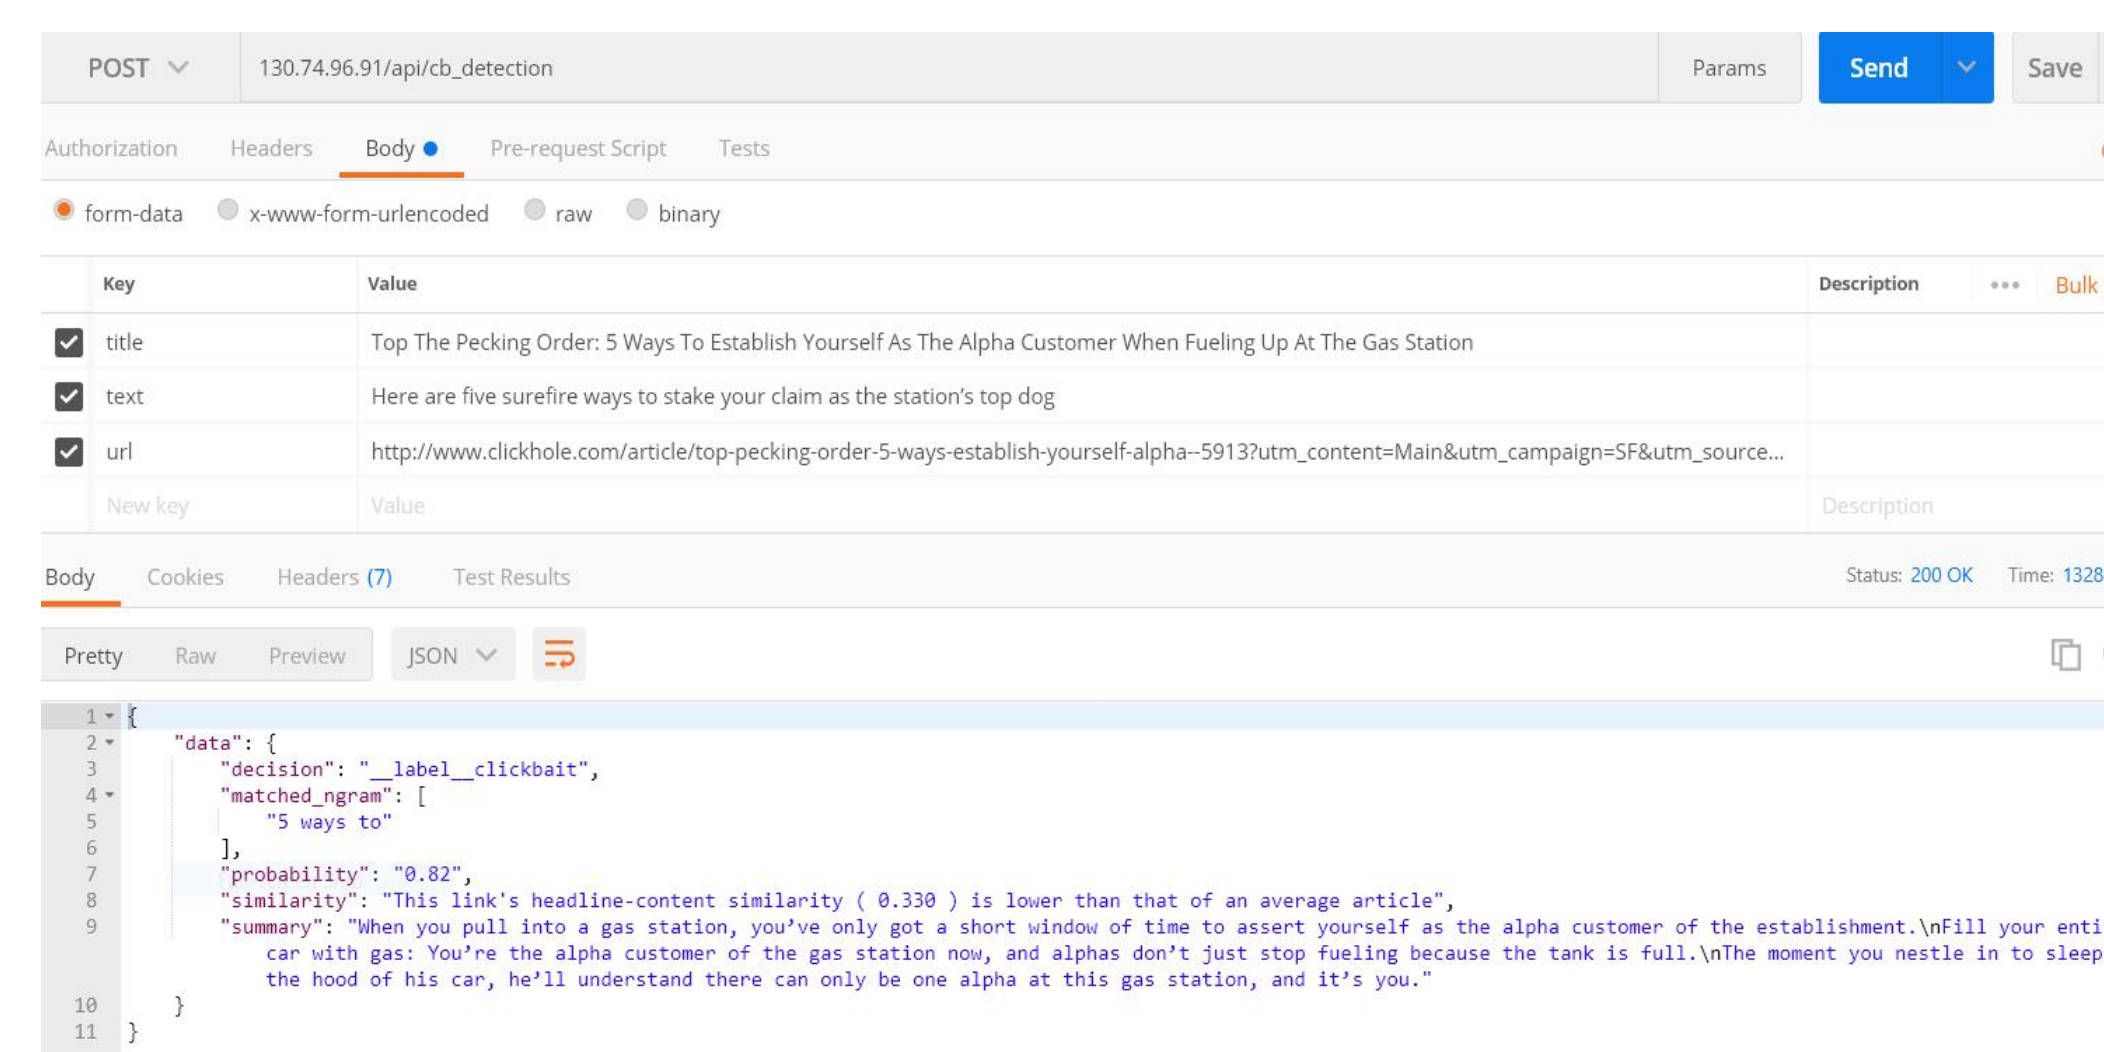 POST 130.74.96.91/api/cb_detection Params Send Save
Authorization Headers Body Pre-request Script Tests
form-data x-www-form-urlencoded raw binary
Key Value Description ••• Bulk
title Top The Pecking Order: 5 Ways To Establish Yourself As The Alpha Customer When Fueling Up At The Gas Station
text Here are five surefire ways to stake your claim as the station's top dog
url http://www.clickhole.com/article/top-pecking-order-5-ways-establish-yourself-alpha--5913?utm_content=Main&utm_campaign=SF&utm_source...
New key Value Description
Body Cookies Headers (7) Test Results Status: 200 OK Time: 1328
Pretty Raw Preview JSON
1 {
2 "data": {
3 "decision": "__label__clickbait",
4 "matched_ngram": [
5 "5 ways to"
6 ],
7 "probability": "0.82",
8 "similarity": "This link's headline-content similarity ( 0.330 ) is lower than that of an average article",
9 "summary": "When you pull into a gas station, you’ve only got a short window of time to assert yourself as the alpha customer of the establishment.\nFill your enti
car with gas: You’re the alpha customer of the gas station now, and alphas don’t just stop fueling because the tank is full.\nThe moment you nestle in to sleep
the hood of his car, he’ll understand there can only be one alpha at this gas station, and it’s you."
10 }
11 }